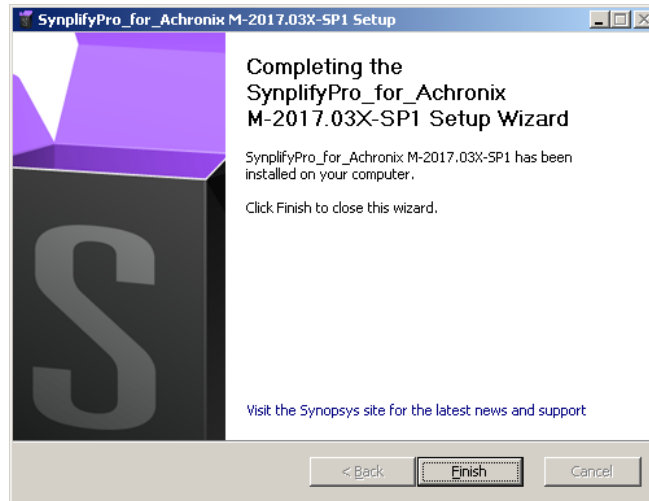 SynplifyPro_for_Achronix M-2017.03X-SP1 Setup
Completing the
SynplifyPro_for_Achronix
M-2017.03X-SP1 Setup Wizard
SynplifyPro_for_Achronix M-2017.03X-SP1 has been
installed on your computer.
Click Finish to close this wizard.
S
Visit the Synopsys site for the latest news and support
< Back
Finish
Cancel